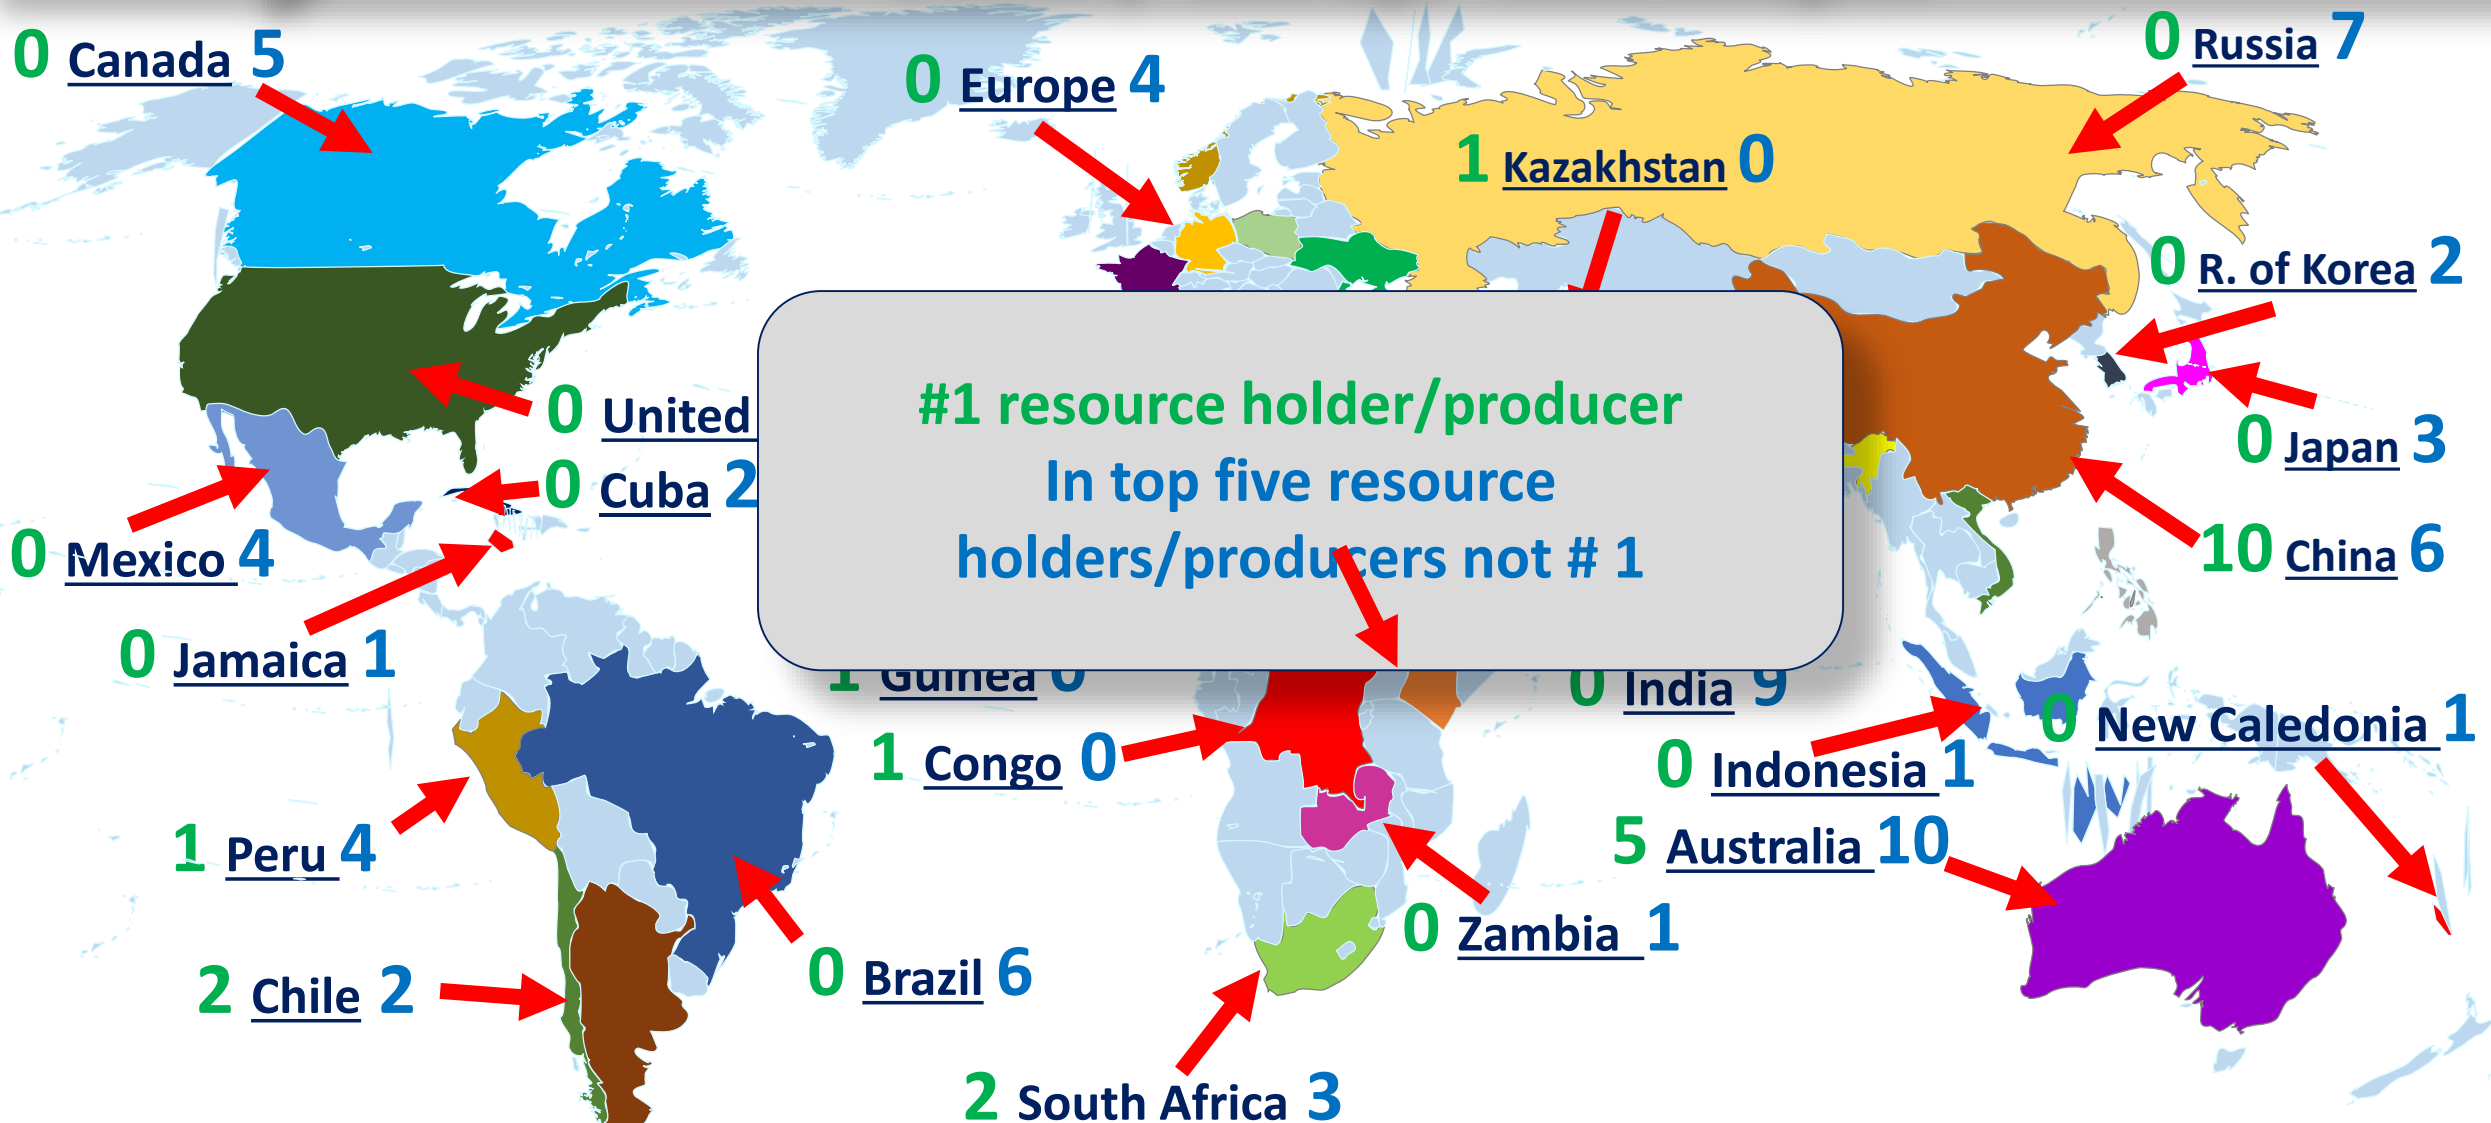 0 Canada 5
0 Europe 4
0 Russia 7
1 Kazakhstan 0
0 R. of Korea 2
0 United
0 Cuba 2
#1 resource holder/producer
In top five resource
holders/producers not # 1
0 Japan 3
0 Mexico 4
10 China 6
0 Jamaica 1
1 Guinea 0
0 India 9
0 New Caledonia 1
1 Congo 0
0 Indonesia 1
1 Peru 4
5 Australia 10
0 Zambia 1
2 Chile 2
0 Brazil 6
2 South Africa 3